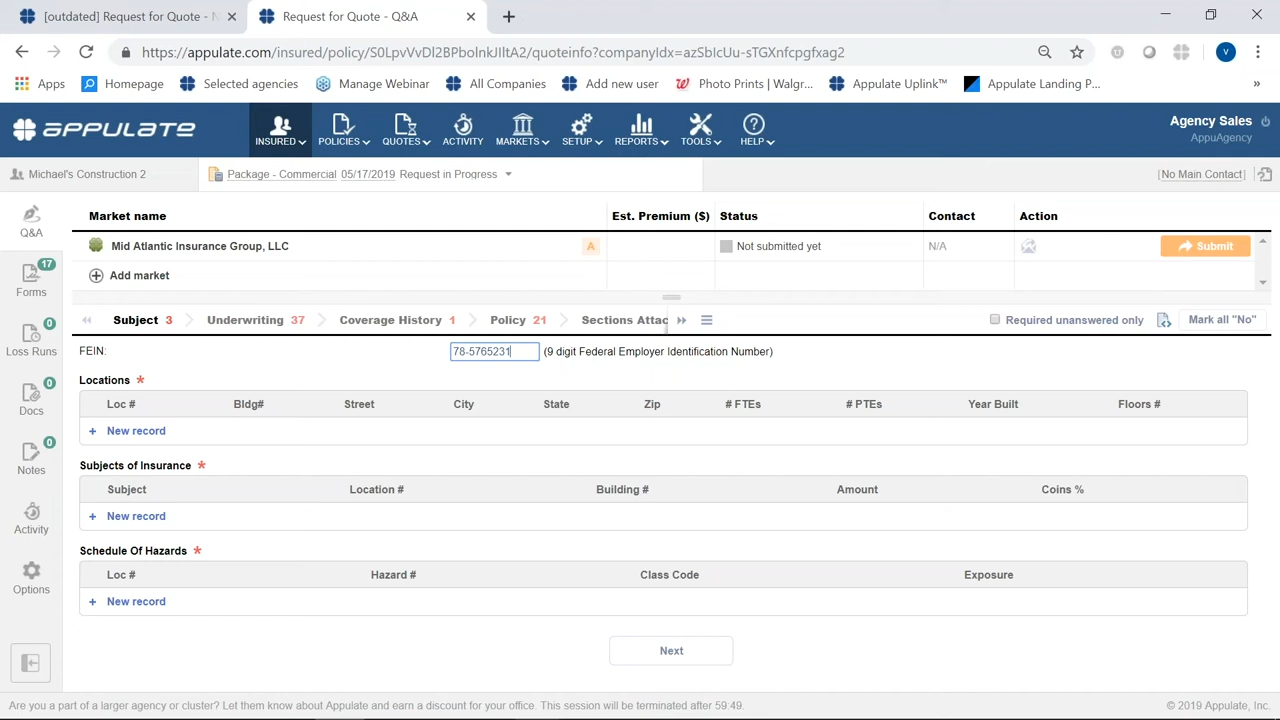 [outdated] Request for Quote - N
Request for Quote - Q&A
https://appulate.com/insured/policy/S0LpvVvDl2BPbolnkJIltA2/quoteinfo?companyIdx=azSbIcUu-sTGXnfcpgfxag2
V
Apps Homepage Selected agencies Manage Webinar All Companies Add new user Photo Prints | Walgr... Appulate Uplink™ Appulate Landing P... »
APPULATE
INSURED POLICIES QUOTES ACTIVITY MARKETS SETUP REPORTS TOOLS HELP
Agency Sales
AppuAgency
Michael's Construction 2
Package - Commercial 05/17/2019 Request in Progress
[No Main Contact]
Q&A
17
Forms
0
Loss Runs
0
Docs
0
Notes
Activity
Options
Market name Est. Premium ($) Status Contact Action
Mid Atlantic Insurance Group, LLC A Not submitted yet N/A Submit
Add market
Subject 3 Underwriting 37 Coverage History 1 Policy 21 Sections Attac
Required unanswered only Mark all "No"
FEIN: 78-5765231 (9 digit Federal Employer Identification Number)
Locations *
Loc # Bldg# Street City State Zip # FTEs # PTEs Year Built Floors #
+ New record
Subjects of Insurance *
Subject Location # Building # Amount Coins %
+ New record
Schedule Of Hazards *
Loc # Hazard # Class Code Exposure
+ New record
Next
Are you a part of a larger agency or cluster? Let them know about Appulate and earn a discount for your office. This session will be terminated after 59:49.
© 2019 Appulate, Inc.